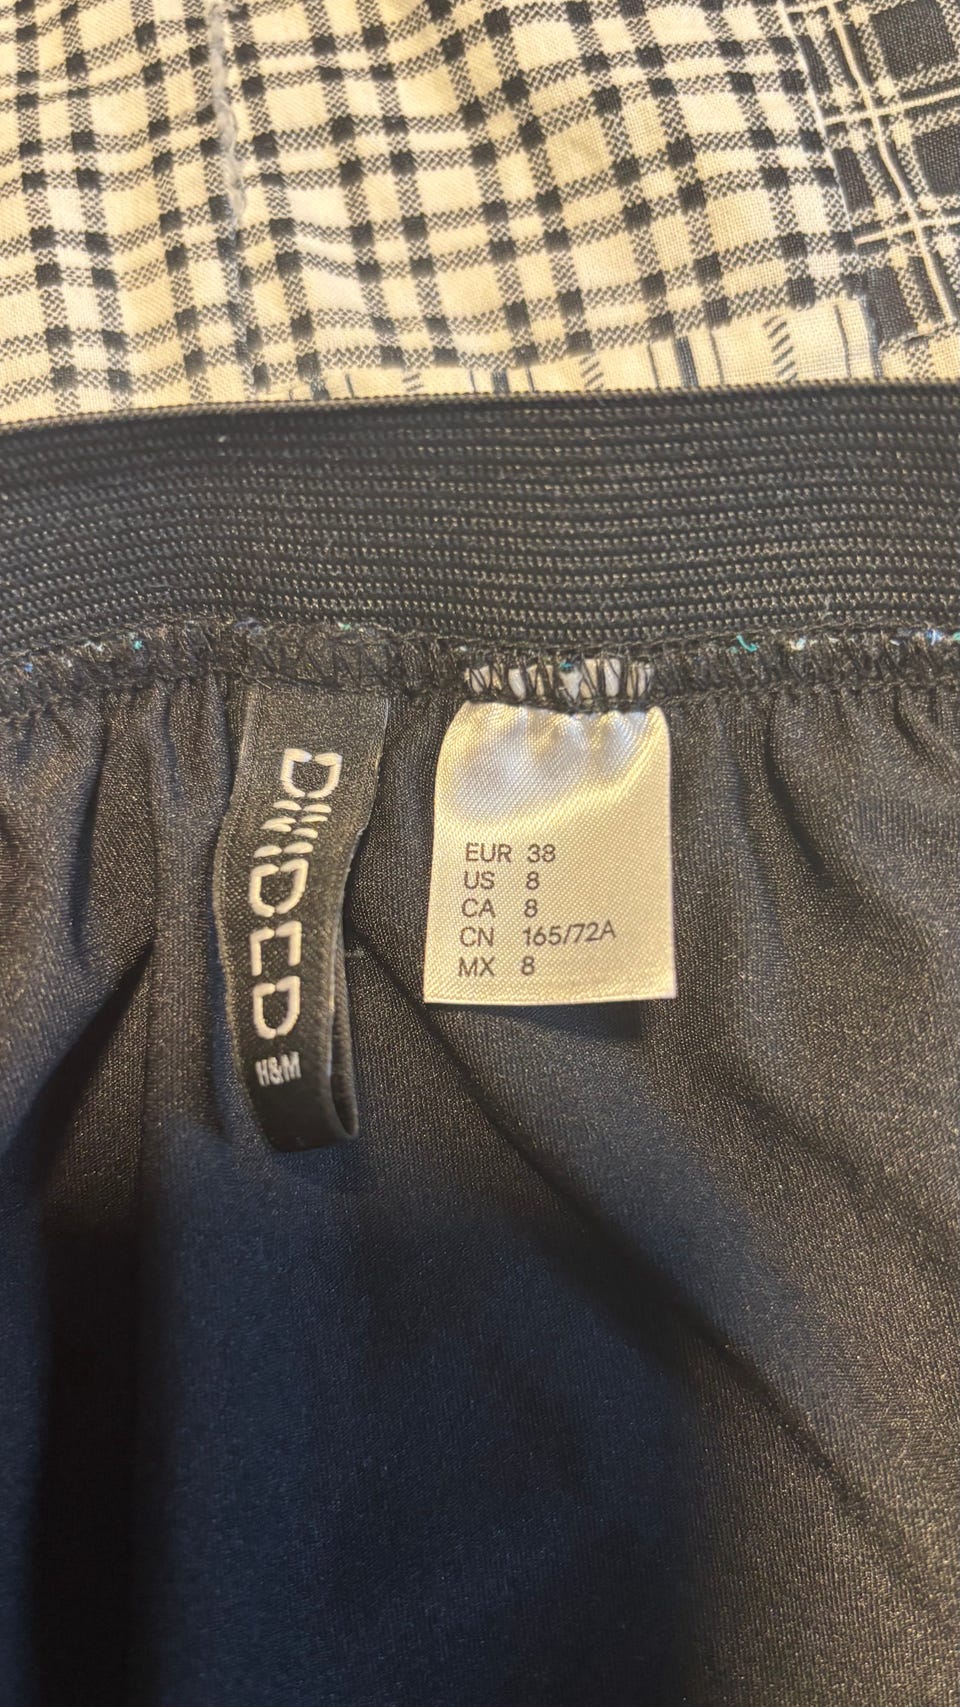 DIVIDED
H&M
EUR 38
US 8
CA 8
CN 165/72A
MX 8